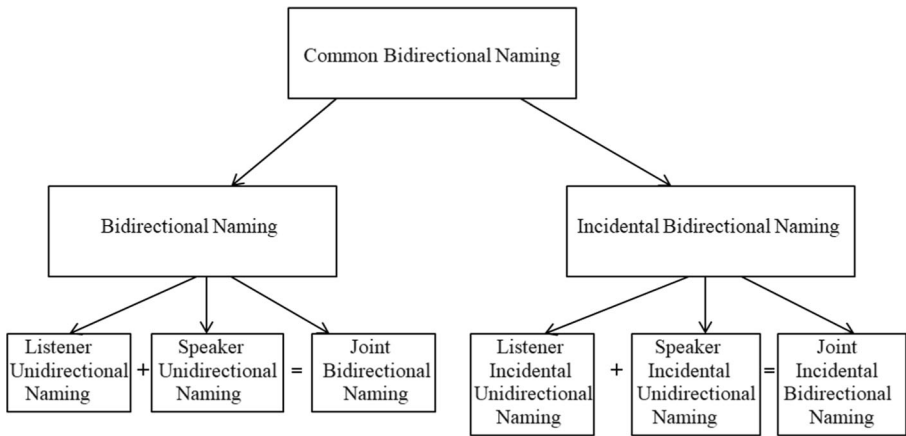 Common Bidirectional Naming
Bidirectional Naming
Incidental Bidirectional Naming
Listener
Unidirectional
Naming
+
Speaker
Unidirectional
Naming
=
Joint
Bidirectional
Naming
Listener
Incidental
Unidirectional
Naming
+
Speaker
Incidental
Unidirectional
Naming
=
Joint
Incidental
Bidirectional
Naming